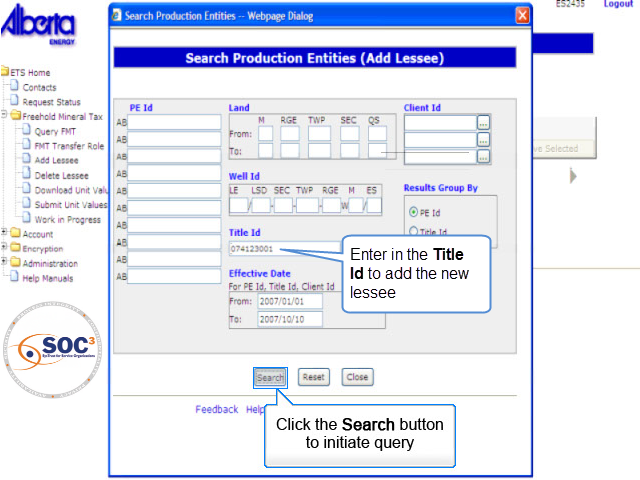 Alberta
ENERGY
ES2435 Logout
Search Production Entities -- Webpage Dialog
Search Production Entities (Add Lessee)
ETS Home
Contacts
Request Status
Freehold Mineral Tax
Query FMT
FMT Transfer Role
Add Lessee
Delete Lessee
Download Unit Valu
Submit Unit Values
Work in Progress
Account
Encryption
Administration
Help Manuals
SOC3
SysTrust for Service Organizations
PE Id
AB
AB
AB
AB
AB
AB
AB
AB
AB
AB
Land
M RGE TWP SEC QS
From:
To:
Well Id
LE LSD SEC TWP RGE M ES
/ - - - W /
Title Id
074123001
Effective Date
For PE Id, Title Id, Client Id
From: 2007/01/01
To: 2007/10/10
Client Id
...
...
...
Results Group By
PE Id
Title Id
ve Selected
Enter in the Title
Id to add the new
lessee
Search Reset Close
Feedback Help
Click the Search button
to initiate query